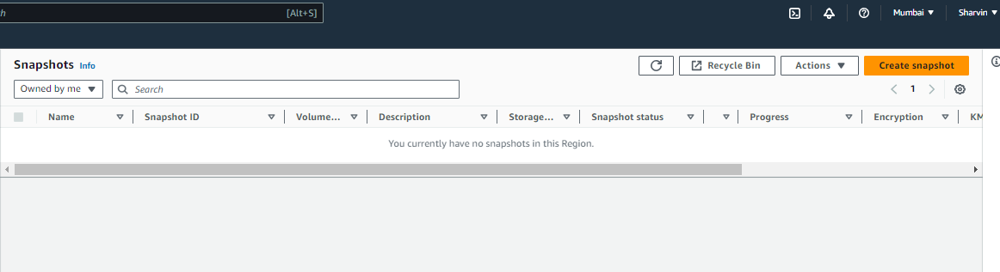 [Alt+S] Mumbai Sharvin
Snapshots Info Recycle Bin Actions Create snapshot
Owned by me Search 1
Name Snapshot ID Volume... Description Storage... Snapshot status Progress Encryption
You currently have no snapshots in this Region.